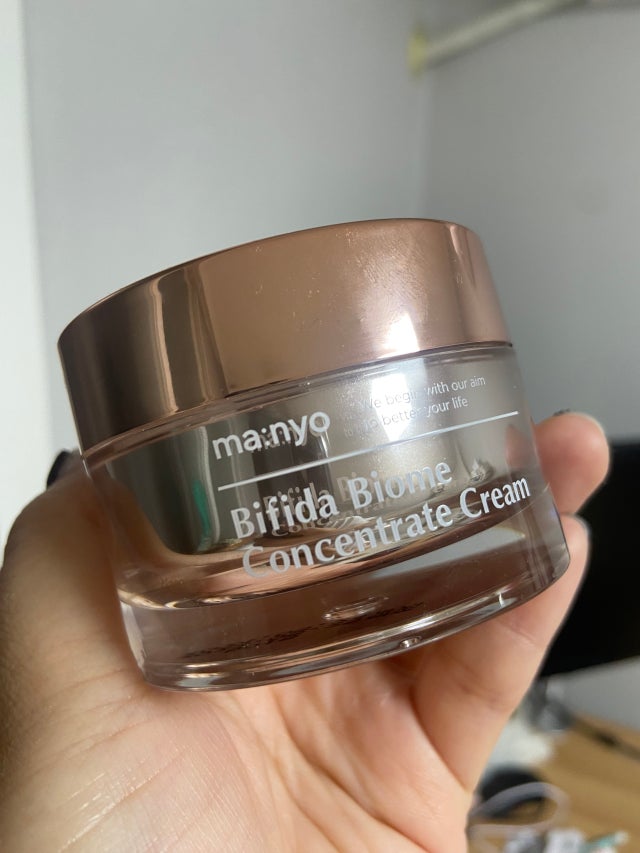 ma:nyo
We begin with our aim
to better your life
Bifida Biome
Concentrate Cream